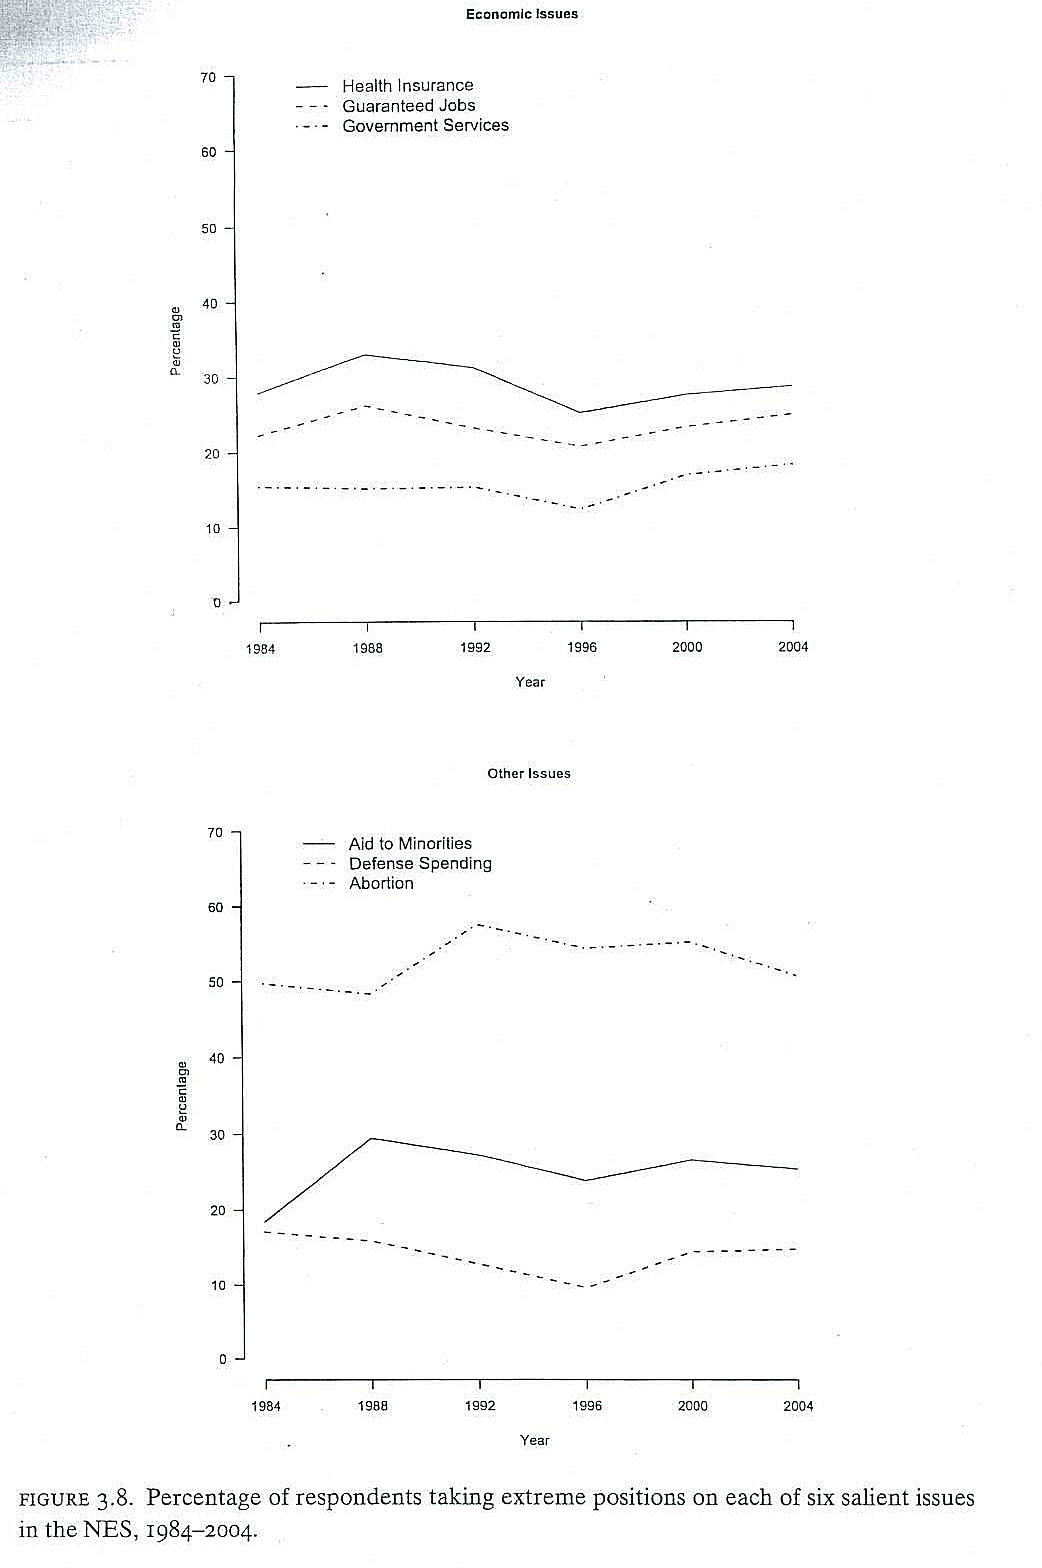 Economic Issues
70
60
50
40
30
20
10
0
Percentage
Health Insurance
Guaranteed Jobs
Government Services
1984 1988 1992 1996 2000 2004
Year
Other Issues
70
60
50
40
30
20
10
0
Percentage
Aid to Minorities
Defense Spending
Abortion
1984 1988 1992 1996 2000 2004
Year
FIGURE 3.8. Percentage of respondents taking extreme positions on each of six salient issues
in the NES, 1984–2004.